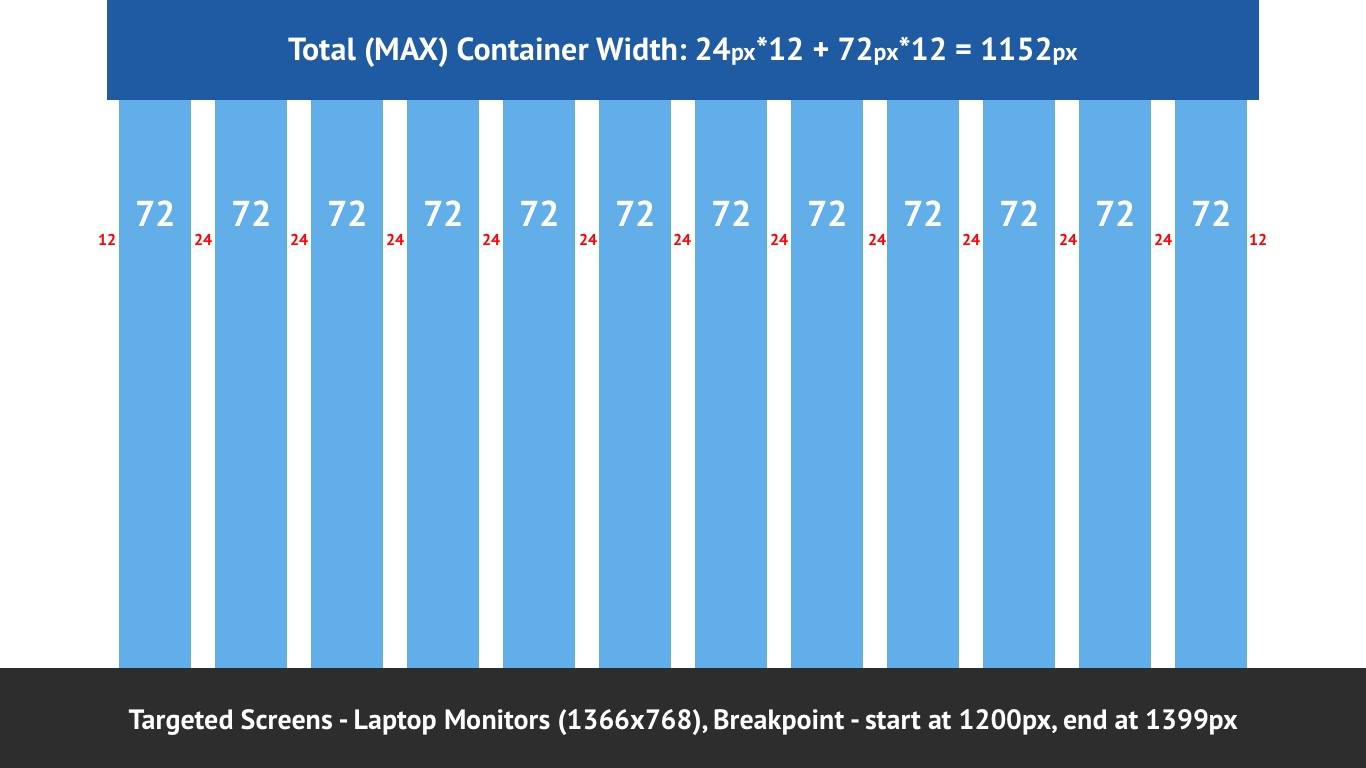 Total (MAX) Container Width: 24px*12 + 72px*12 = 1152px
72 72 72 72 72 72 72 72 72 72 72 72
12 24 24 24 24 24 24 24 24 24 24 24 12
Targeted Screens - Laptop Monitors (1366x768), Breakpoint - start at 1200px, end at 1399px